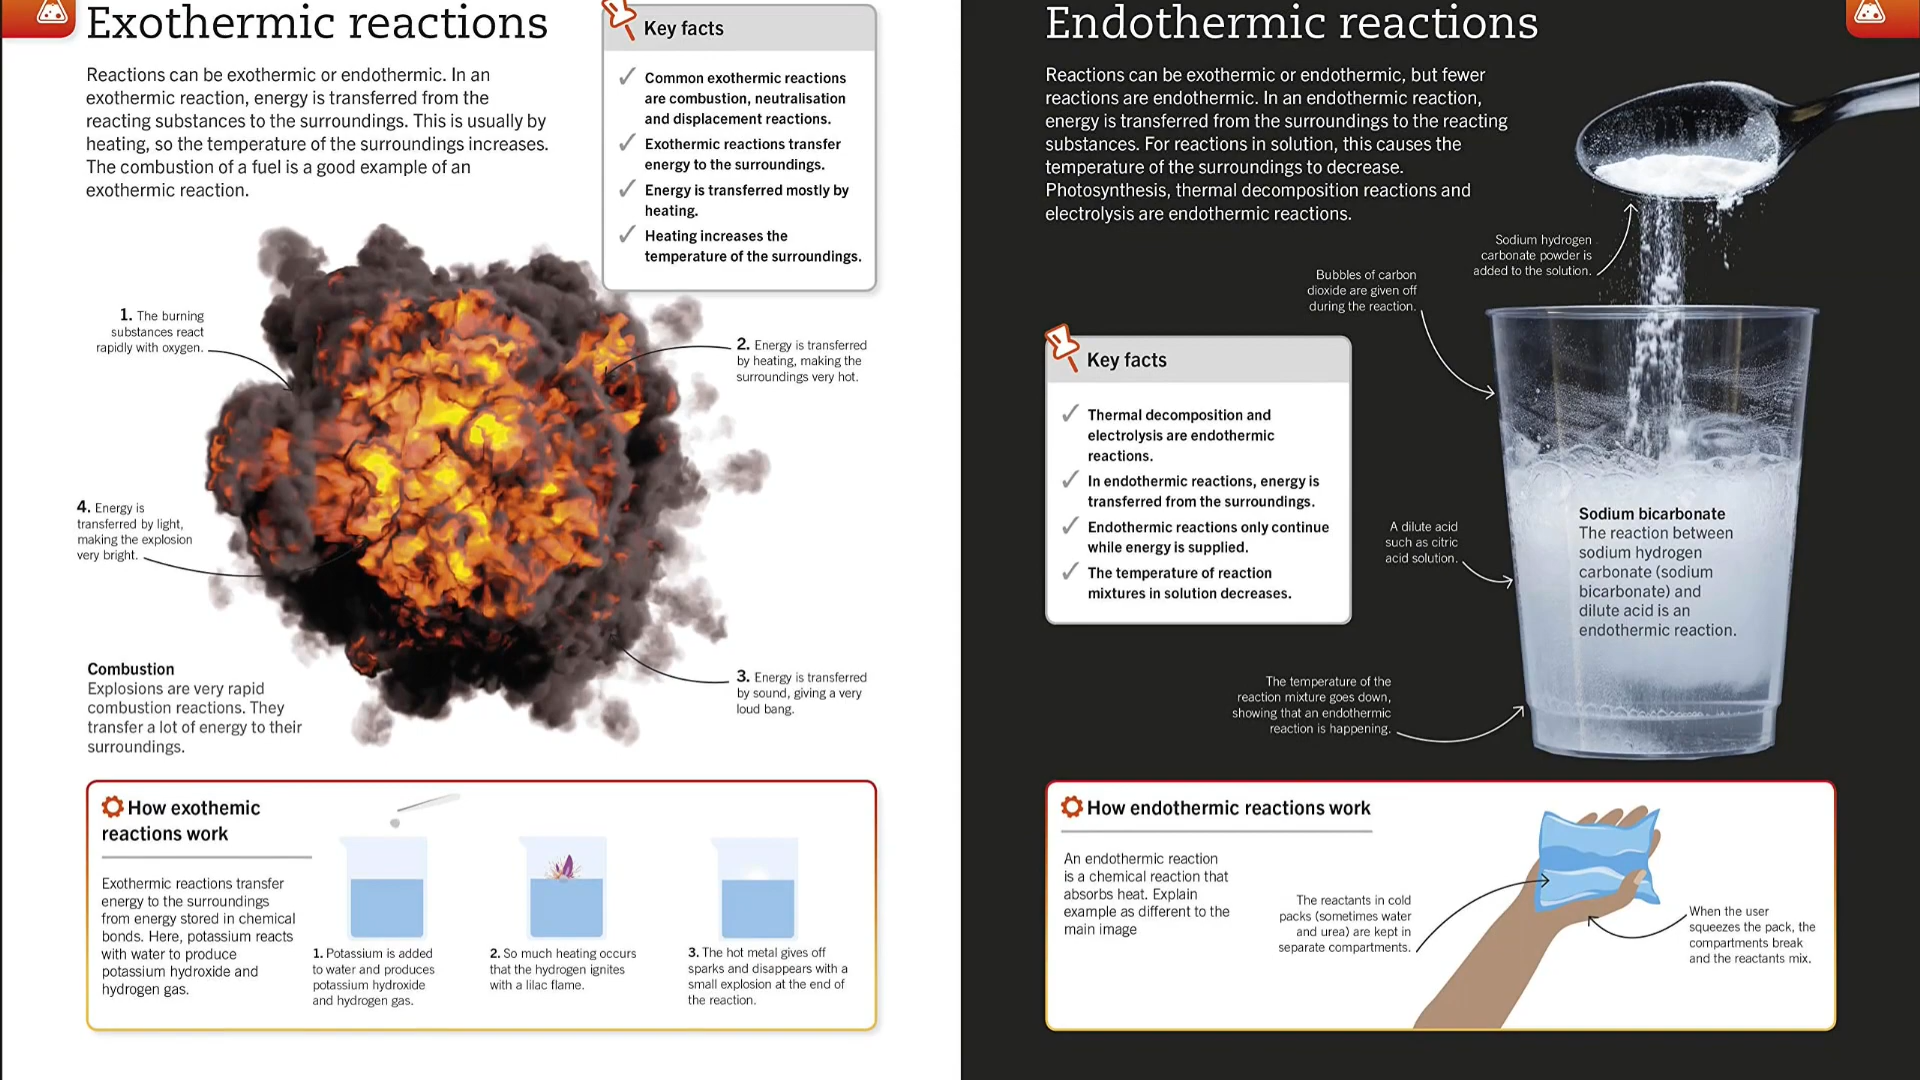 Exothermic reactions
Reactions can be exothermic or endothermic. In an
exothermic reaction, energy is transferred from the
reacting substances to the surroundings. This is usually by
heating, so the temperature of the surroundings increases.
The combustion of a fuel is a good example of an
exothermic reaction.
Key facts
✓ Common exothermic reactions
are combustion, neutralisation
and displacement reactions.
✓ Exothermic reactions transfer
energy to the surroundings.
✓ Energy is transferred mostly by
heating.
✓ Heating increases the
temperature of the surroundings.
1. The burning
substances react
rapidly with oxygen.
2. Energy is transferred
by heating, making the
surroundings very hot.
4. Energy is
transferred by light,
making the explosion
very bright.
3. Energy is transferred
by sound, giving a very
loud bang.
Combustion
Explosions are very rapid
combustion reactions. They
transfer a lot of energy to their
surroundings.
How exothemic
reactions work
Exothermic reactions transfer
energy to the surroundings
from energy stored in chemical
bonds. Here, potassium reacts
with water to produce
potassium hydroxide and
hydrogen gas.
1. Potassium is added
to water and produces
potassium hydroxide
and hydrogen gas.
2. So much heating occurs
that the hydrogen ignites
with a lilac flame.
3. The hot metal gives off
sparks and disappears with a
small explosion at the end of
the reaction.
Endothermic reactions
Reactions can be exothermic or endothermic, but fewer
reactions are endothermic. In an endothermic reaction,
energy is transferred from the surroundings to the reacting
substances. For reactions in solution, this causes the
temperature of the surroundings to decrease.
Photosynthesis, thermal decomposition reactions and
electrolysis are endothermic reactions.
Sodium hydrogen
carbonate powder is
added to the solution.
Bubbles of carbon
dioxide are given off
during the reaction.
Key facts
✓ Thermal decomposition and
electrolysis are endothermic
reactions.
✓ In endothermic reactions, energy is
transferred from the surroundings.
✓ Endothermic reactions only continue
while energy is supplied.
✓ The temperature of reaction
mixtures in solution decreases.
A dilute acid
such as citric
acid solution.
Sodium bicarbonate
The reaction between
sodium hydrogen
carbonate (sodium
bicarbonate) and
dilute acid is an
endothermic reaction.
The temperature of the
reaction mixture goes down,
showing that an endothermic
reaction is happening.
How endothermic reactions work
An endothermic reaction
is a chemical reaction that
absorbs heat. Explain
example as different to the
main image
The reactants in cold
packs (sometimes water
and urea) are kept in
separate compartments.
When the user
squeezes the pack, the
compartments break
and the reactants mix.